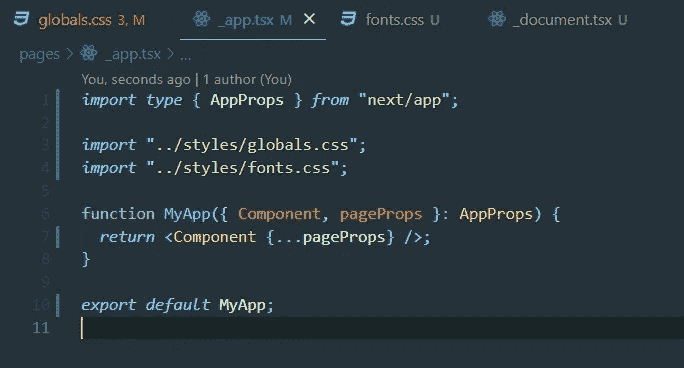 globals.css 3, M _app.tsx M × fonts.css U _document.tsx U
pages > _app.tsx > ...
You, seconds ago | 1 author (You)
1 import type { AppProps } from "next/app";
2
3 import "../styles/globals.css";
4 import "../styles/fonts.css";
5
6 function MyApp({ Component, pageProps }: AppProps) {
7 return <Component {...pageProps} />;
8 }
9
10 export default MyApp;
11